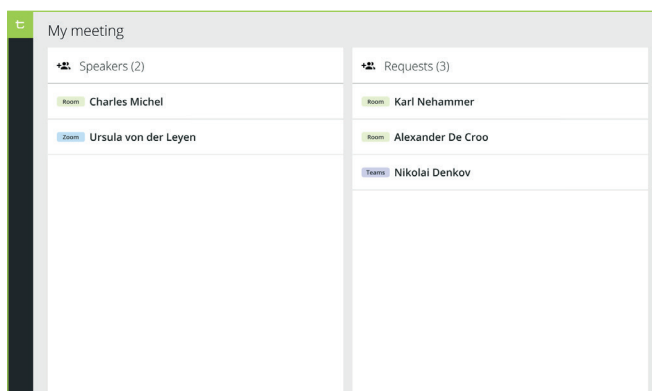 My meeting
Speakers (2)
Room Charles Michel
Zoom Ursula von der Leyen
Requests (3)
Room Karl Nehammer
Room Alexander De Croo
Teams Nikolai Denkov